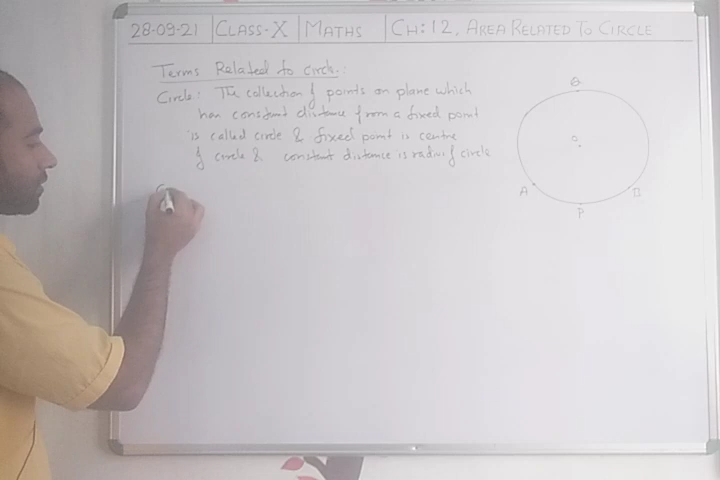 28-09-21 | CLASS-X | MATHS | CH: 12, AREA RELATED TO CIRCLE
Terms Related to circle:
Circle: The collection of points on plane which
has constant distance from a fixed point
is called circle & fixed point is centre
of circle & constant distance is radius of circle
Q
O
A
B
P